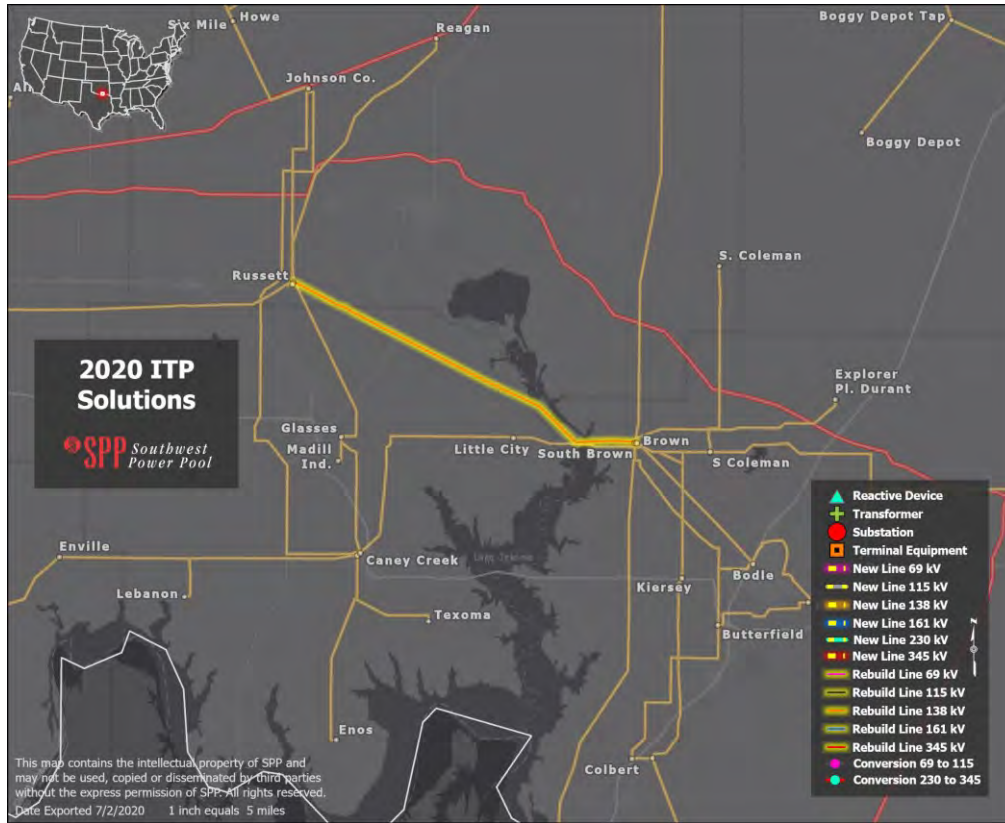 Six Mile
Howe
Reagan
Boggy Depot Tap
Johnson Co.
Boggy Depot
S. Coleman
Russett
2020 ITP
Solutions
SPP Southwest
Power Pool
Explorer
Pl. Durant
Glasses
Madill
Ind.
Little City
South Brown
Brown
S Coleman
Enville
Caney Creek
Lebanon
Texoma
Kiersey
Bodle
Butterfield
Enos
Colbert
Reactive Device
Transformer
Substation
Terminal Equipment
New Line 69 kV
New Line 115 kV
New Line 138 kV
New Line 161 kV
New Line 230 kV
New Line 345 kV
Rebuild Line 69 kV
Rebuild Line 115 kV
Rebuild Line 138 kV
Rebuild Line 161 kV
Rebuild Line 345 kV
Conversion 69 to 115
Conversion 230 to 345
N
This map contains the intellectual property of SPP and
may not be used, copied or disseminated by third parties
without the express permission of SPP. All rights reserved.
Date Exported 7/2/2020 1 inch equals 5 miles